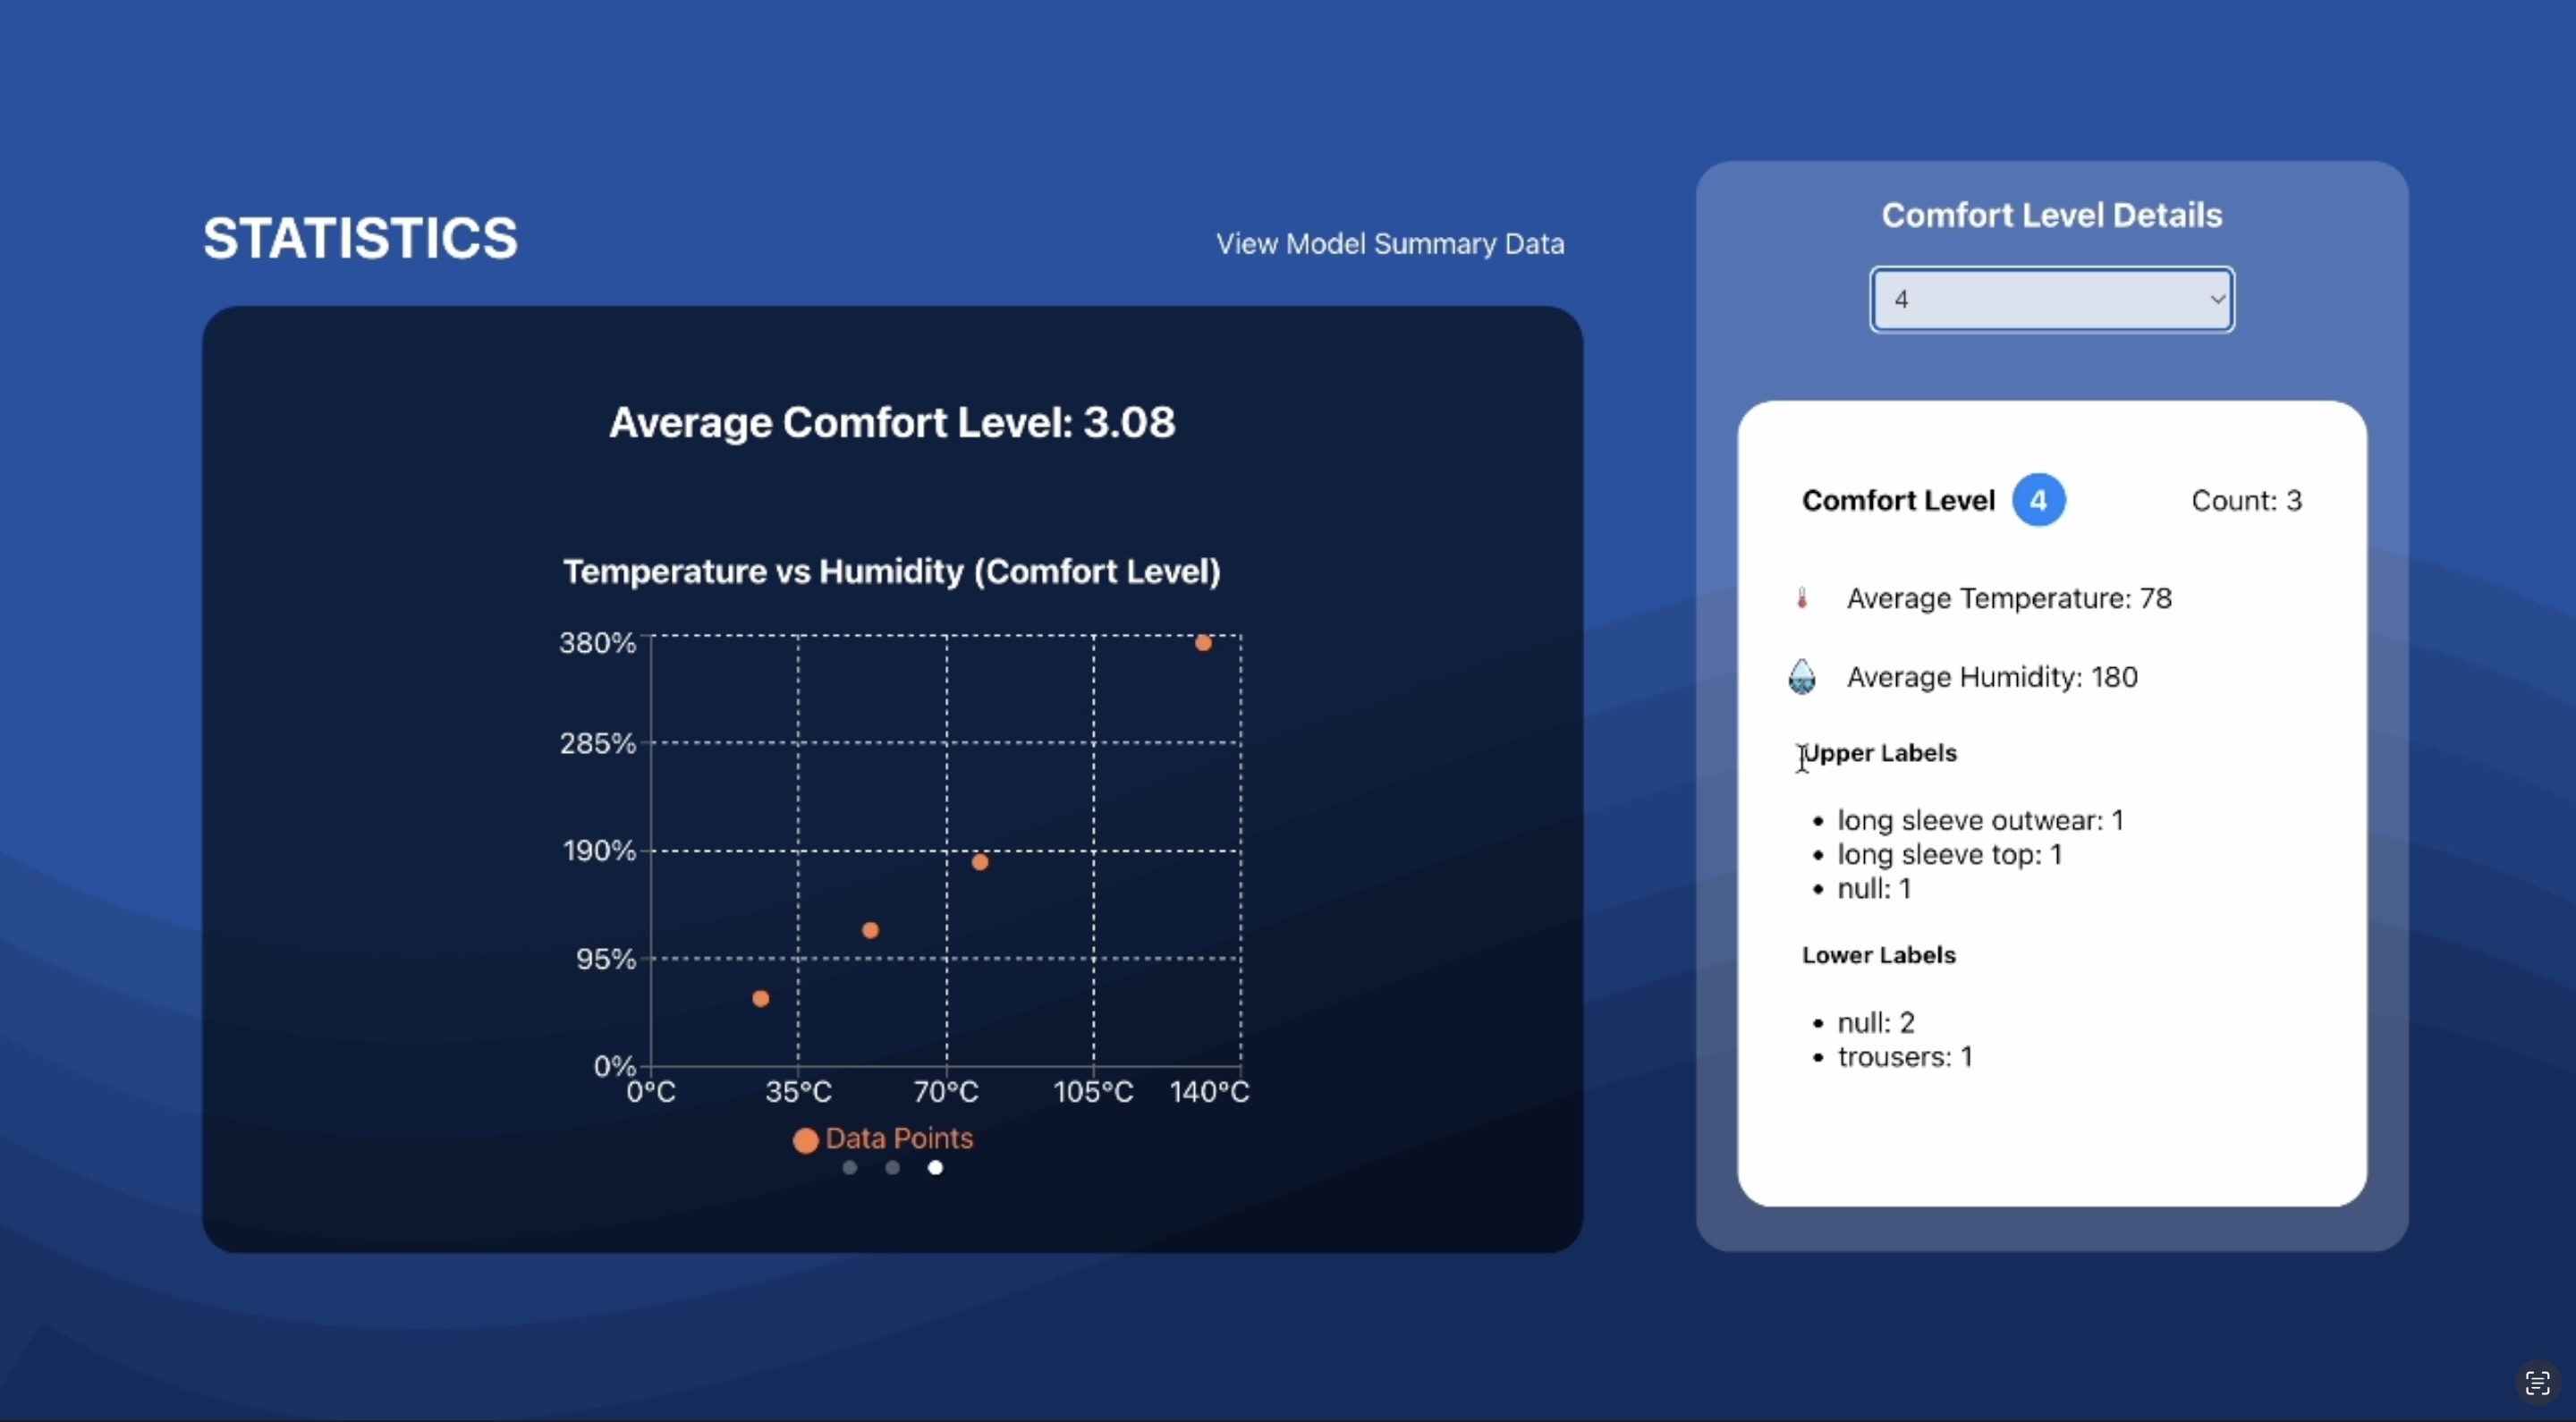 STATISTICS
View Model Summary Data
Average Comfort Level: 3.08
Temperature vs Humidity (Comfort Level)
380%
285%
190%
95%
0%
0°C 35°C 70°C 105°C 140°C
Data Points
Comfort Level Details
4
Comfort Level 4 Count: 3
Average Temperature: 78
Average Humidity: 180
Upper Labels
• long sleeve outwear: 1
• long sleeve top: 1
• null: 1
Lower Labels
• null: 2
• trousers: 1